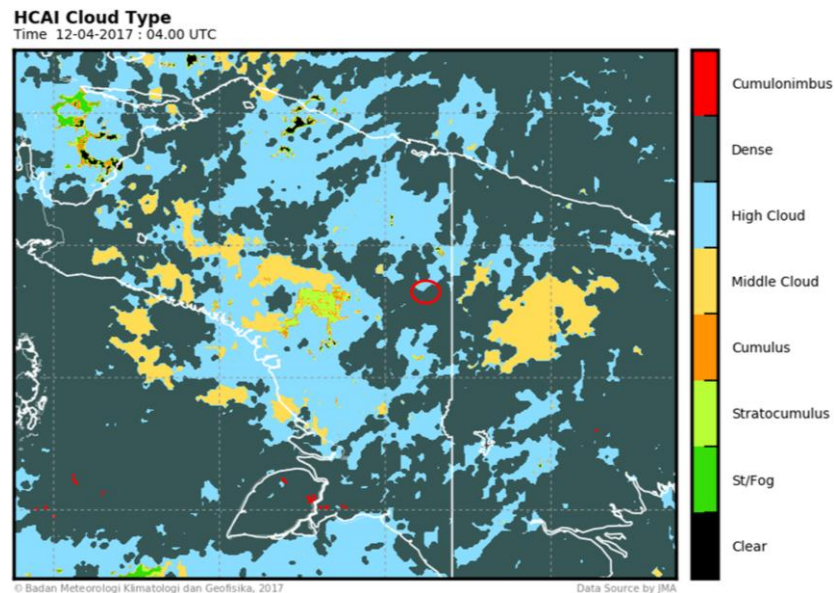 HCAI Cloud Type
Time 12-04-2017 : 04.00 UTC
Cumulonimbus
Dense
High Cloud
Middle Cloud
Cumulus
Stratocumulus
St/Fog
Clear
© Badan Meteorologi Klimatologi dan Geofisika, 2017
Data Source by JMA